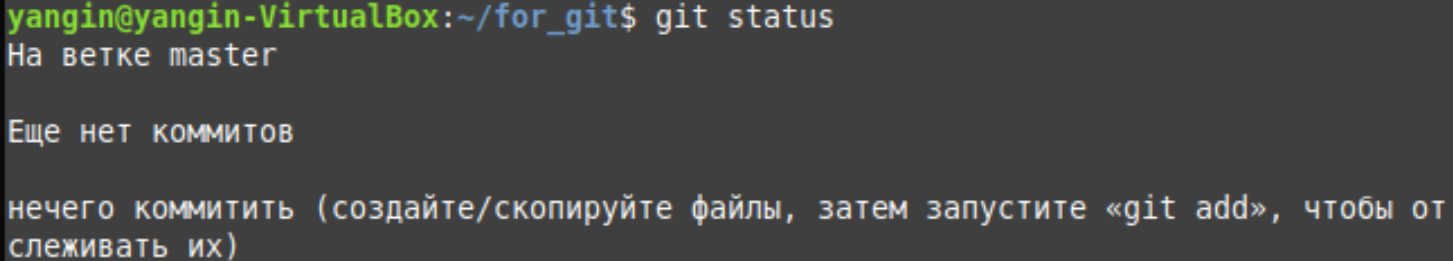 yangin@yangin-VirtualBox:~/for_git$ git status
На ветке master
Еще нет коммитов
нечего коммитить (создайте/скопируйте файлы, затем запустите «git add», чтобы от
слеживать их)